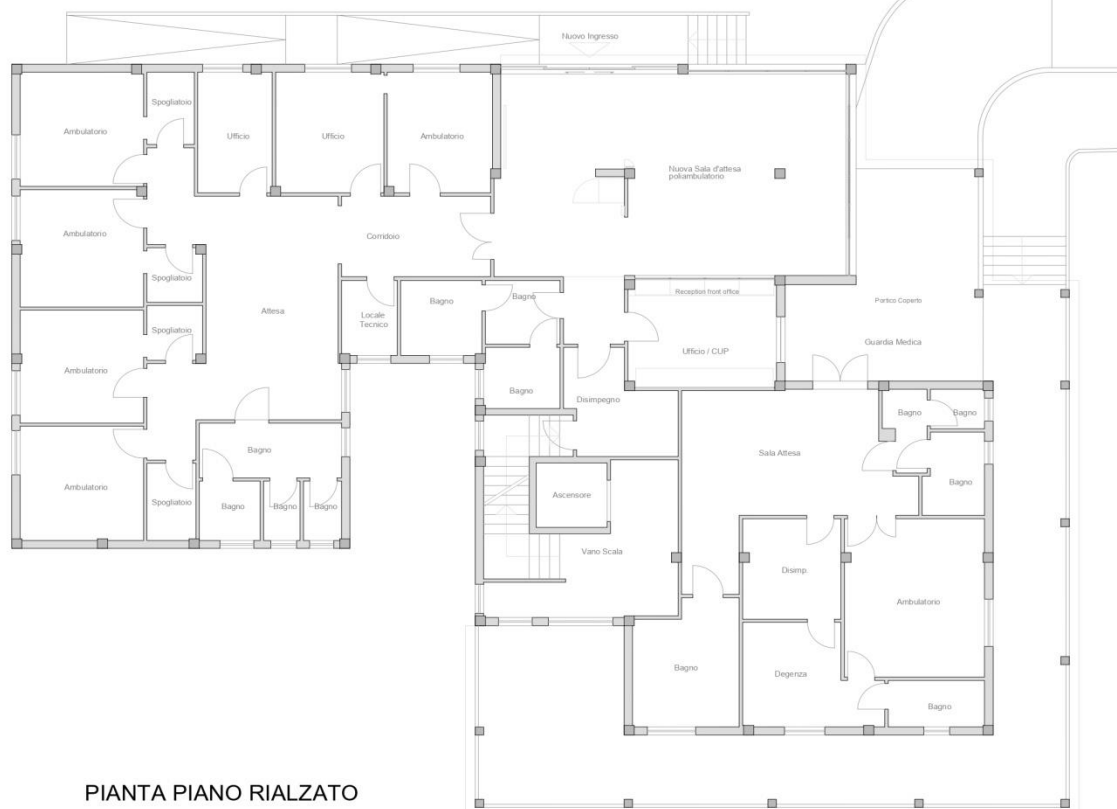 Nuovo Ingresso
Spogliatoio
Ambulatorio
Ufficio
Ufficio
Ambulatorio
Nuova Sala d'attesa
poliambulatorio
Ambulatorio
Corridoio
Spogliatoio
Attesa
Bagno
Bagno
Reception front office
Portico Coperto
Locale
Tecnico
Spogliatoio
Guardia Medica
Ufficio / CUP
Ambulatorio
Bagno
Disimpegno
Bagno
Bagno
Bagno
Sala Attesa
Bagno
Ambulatorio
Spogliatoio
Bagno
Bagno
Bagno
Ascensore
Vano Scala
Disimp.
Ambulatorio
Bagno
Degenza
Bagno
PIANTA PIANO RIALZATO